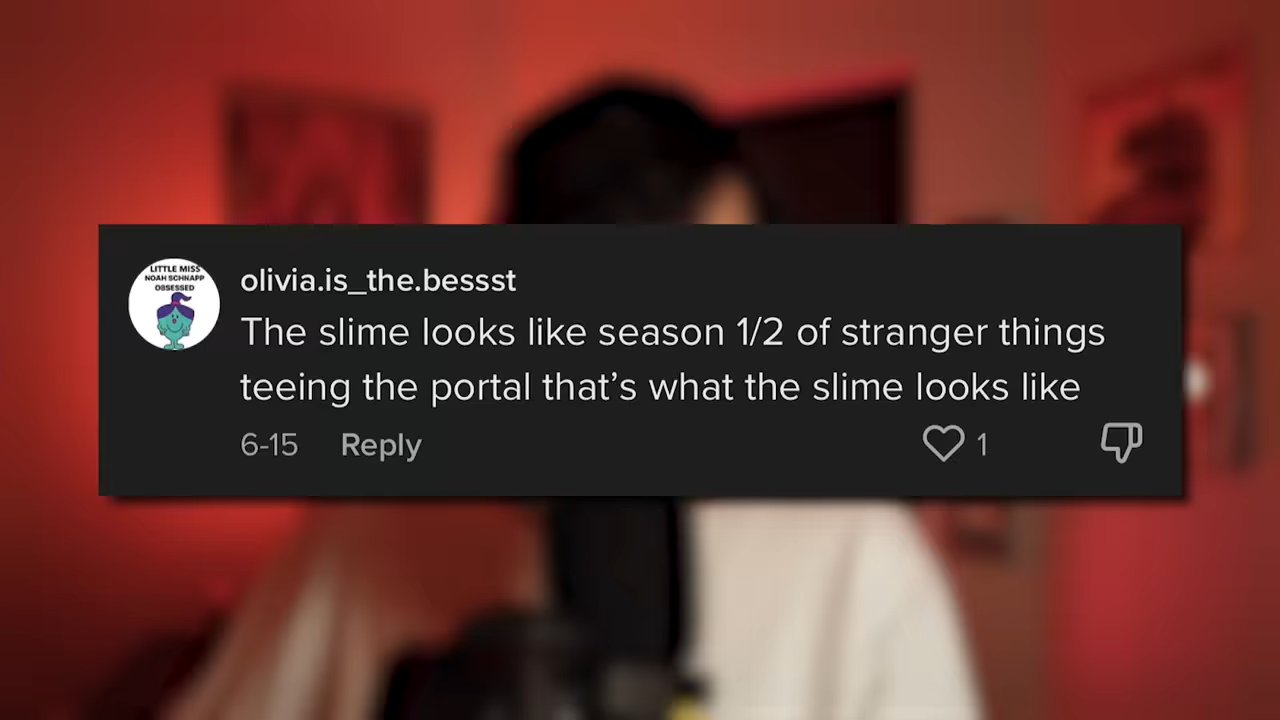 LITTLE MISS
NOAH SCHNAPP
OBSESSED
olivia.is_the.bessst
The slime looks like season 1/2 of stranger things
teeing the portal that’s what the slime looks like
6-15 Reply 1